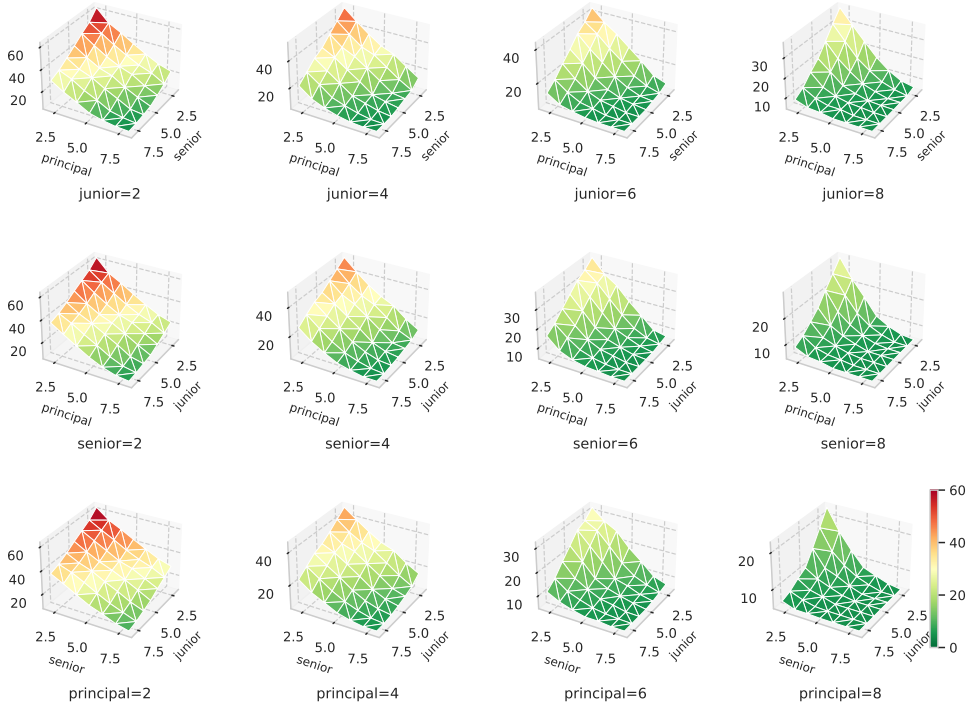 60
40
20
2.5
5.0
7.5
principal
2.5
5.0
7.5
senior
junior=2
40
20
2.5
5.0
7.5
principal
2.5
5.0
7.5
senior
junior=4
40
20
2.5
5.0
7.5
principal
2.5
5.0
7.5
senior
junior=6
30
20
10
2.5
5.0
7.5
principal
2.5
5.0
7.5
senior
junior=8
60
40
20
2.5
5.0
7.5
principal
2.5
5.0
7.5
junior
senior=2
40
20
2.5
5.0
7.5
principal
2.5
5.0
7.5
junior
senior=4
30
20
10
2.5
5.0
7.5
principal
2.5
5.0
7.5
junior
senior=6
20
10
2.5
5.0
7.5
principal
2.5
5.0
7.5
junior
senior=8
60
40
20
2.5
5.0
7.5
senior
2.5
5.0
7.5
junior
principal=2
40
20
2.5
5.0
7.5
senior
2.5
5.0
7.5
junior
principal=4
30
20
10
2.5
5.0
7.5
senior
2.5
5.0
7.5
junior
principal=6
20
10
2.5
5.0
7.5
senior
2.5
5.0
7.5
junior
principal=8
60
40
20
0